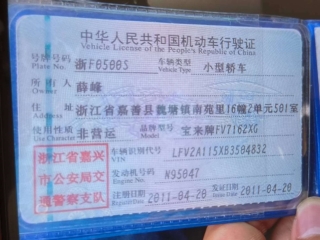 中华人民共和国机动车行驶证
Vehicle License of the People's Republic of China
号牌号码 Plate No. 浙F0500S 车辆类型 Vehicle Type 小型轿车
所有人 Owner 薛峰
住址 Address 浙江省嘉善县魏塘镇南苑里16幢2单元501室
使用性质 Use Character 非营运 品牌型号 Model 宝来牌FV7162XG
浙江省嘉兴 车辆识别代号 VIN LFV2A115XB3504832
市公安局交 发动机号码 Engine No. N95047
通警察支队 注册日期 Register Date 2011-04-20 发证日期 Issue Date 2011-04-20